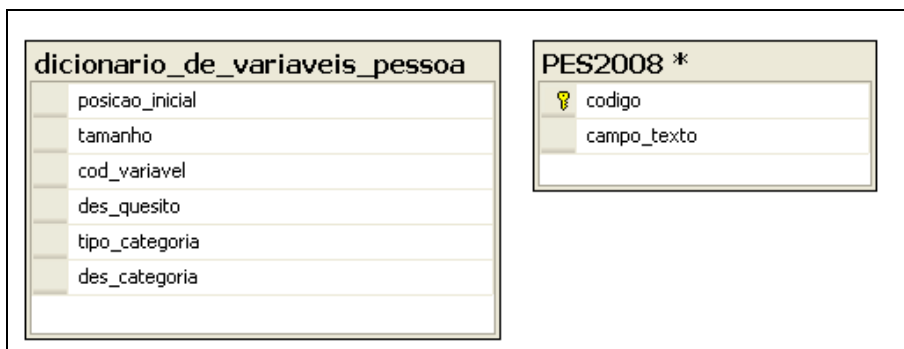 dicionario_de_variaveis_pessoa
posicao_inicial
tamanho
cod_variavel
des_quesito
tipo_categoria
des_categoria
PES2008 *
codigo
campo_texto